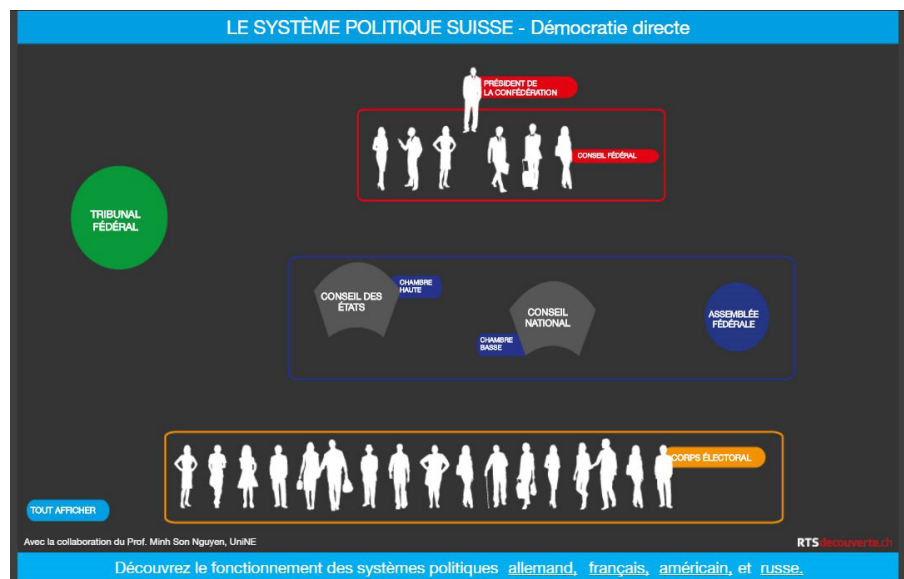 LE SYSTÈME POLITIQUE SUISSE - Démocratie directe
PRÉSIDENT DE
LA CONFÉDÉRATION
CONSEIL FÉDÉRAL
TRIBUNAL
FÉDÉRAL
CONSEIL DES
ÉTATS
CHAMBRE
HAUTE
CONSEIL
NATIONAL
CHAMBRE
BASSE
ASSEMBLÉE
FÉDÉRALE
CORPS ÉLECTORAL
TOUT AFFICHER
Avec la collaboration du Prof. Minh Son Nguyen, UniNE
RTSdecouverte.ch
Découvrez le fonctionnement des systèmes politiques allemand, français, américain, et russe.